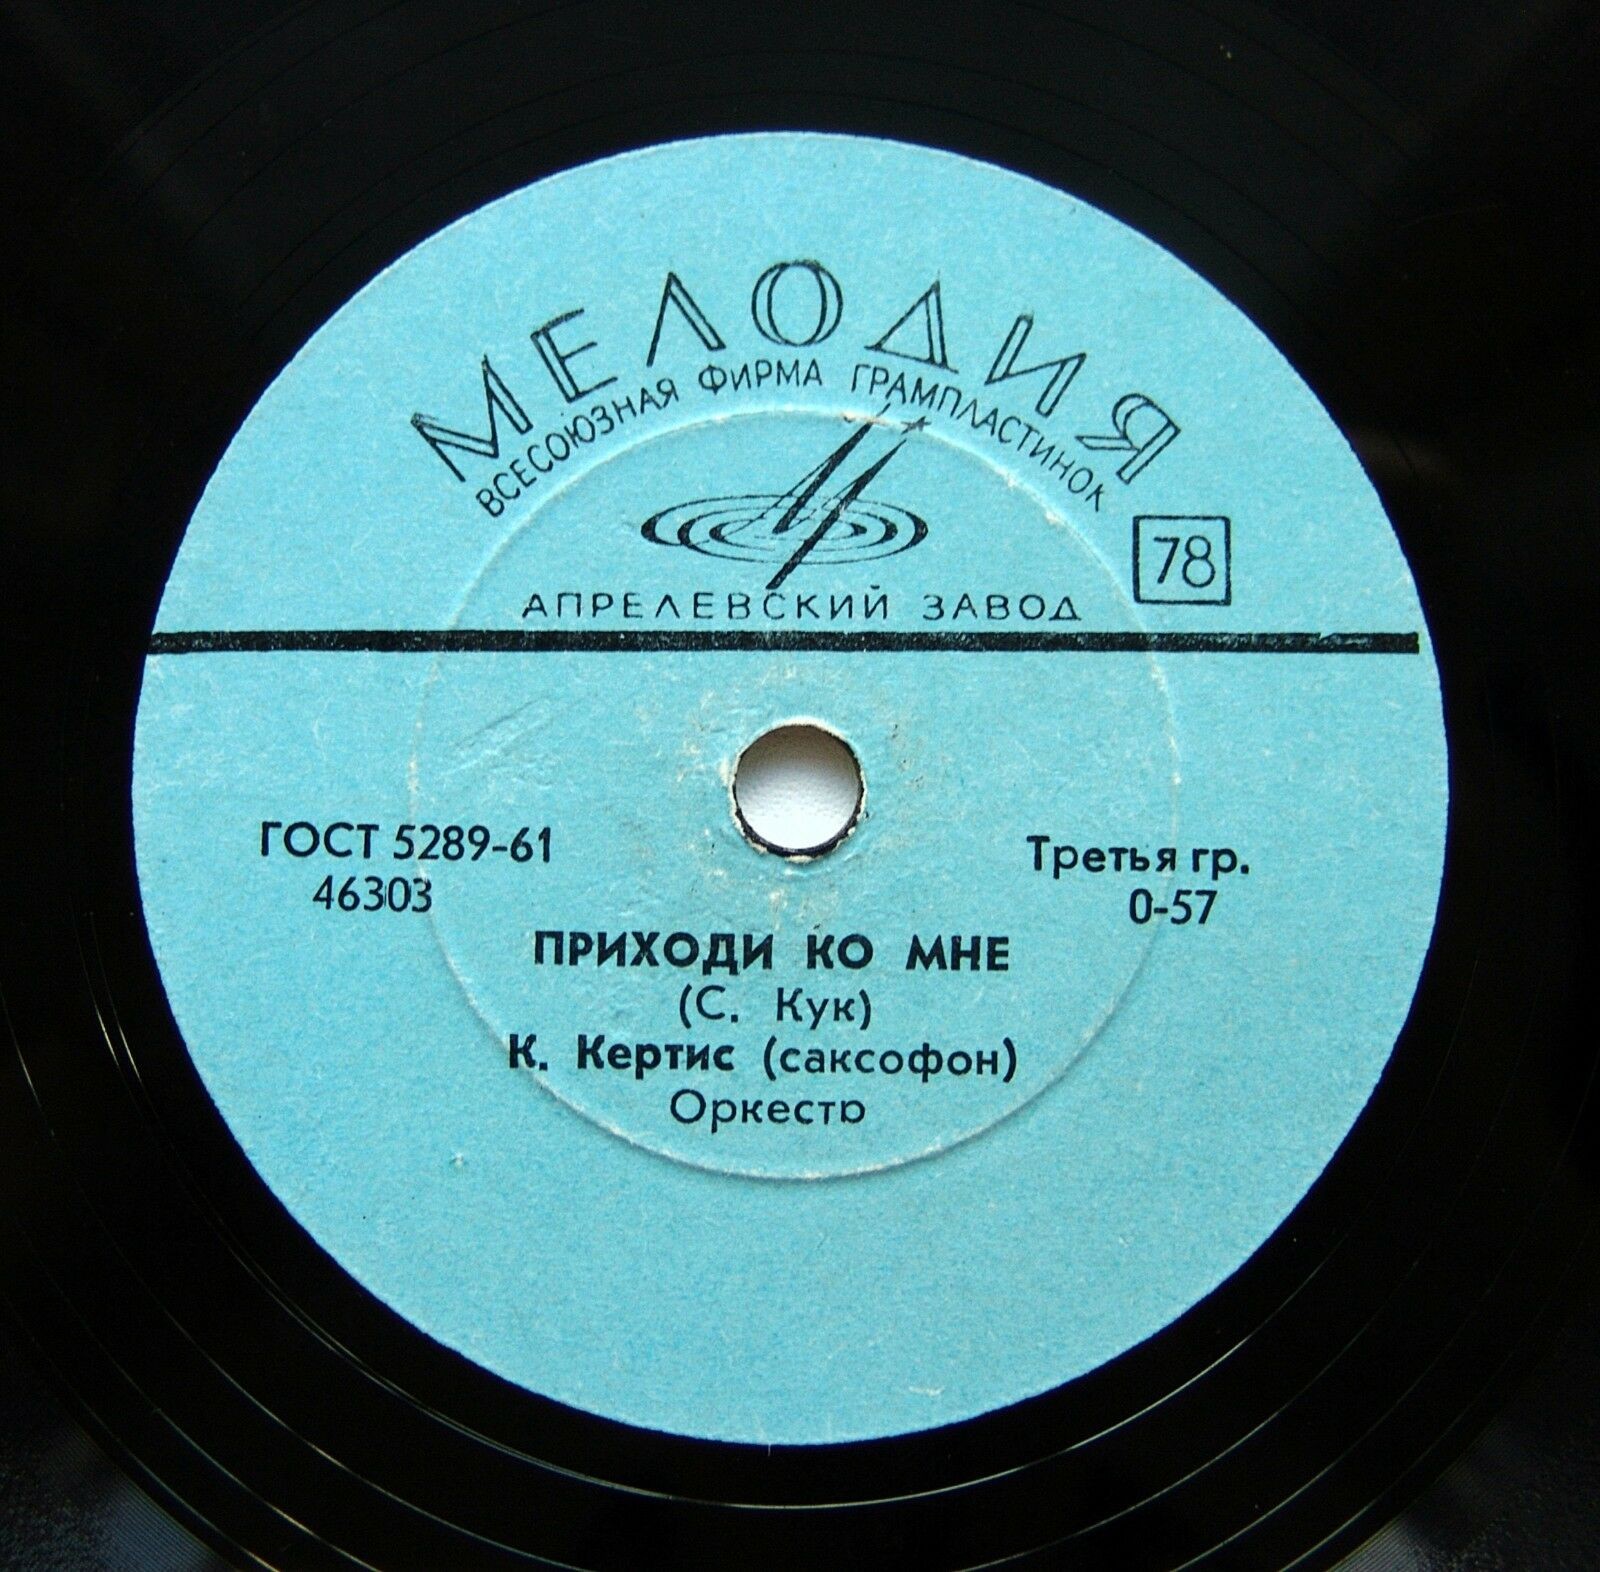 МЕЛОДИЯ
ВСЕСОЮЗНАЯ ФИРМА ГРАМПЛАСТИНОК
78
АПРЕЛЕВСКИЙ ЗАВОД
ГОСТ 5289-61
46303
Третья гр.
0-57
ПРИХОДИ КО МНЕ
(С. Кук)
К. Кертис (саксофон)
Оркестр